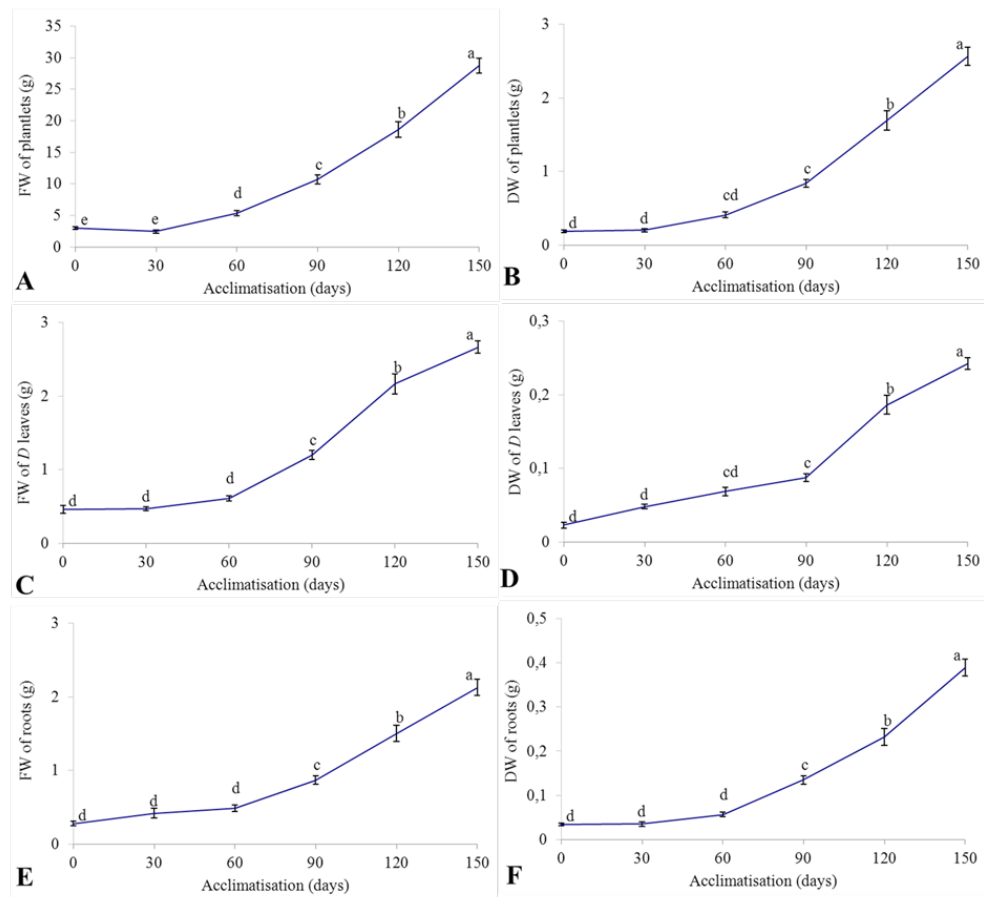 35
30
25
20
15
10
5
0
FW of plantlets (g)
e
e
d
c
b
a
0 30 60 90 120 150
Acclimatisation (days)
A
3
2
1
0
DW of plantlets (g)
d
d
cd
c
b
a
0 30 60 90 120 150
Acclimatisation (days)
B
3
2
1
0
FW of D leaves (g)
d
d
d
c
b
a
0 30 60 90 120 150
Acclimatisation (days)
C
0,3
0,2
0,1
0
DW of D leaves (g)
d
d
cd
c
b
a
0 30 60 90 120 150
Acclimatisation (days)
D
3
2
1
0
FW of roots (g)
d
d
d
c
b
a
0 30 60 90 120 150
Acclimatisation (days)
E
0,5
0,4
0,3
0,2
0,1
0
DW of roots (g)
d
d
d
c
b
a
0 30 60 90 120 150
Acclimatisation (days)
F